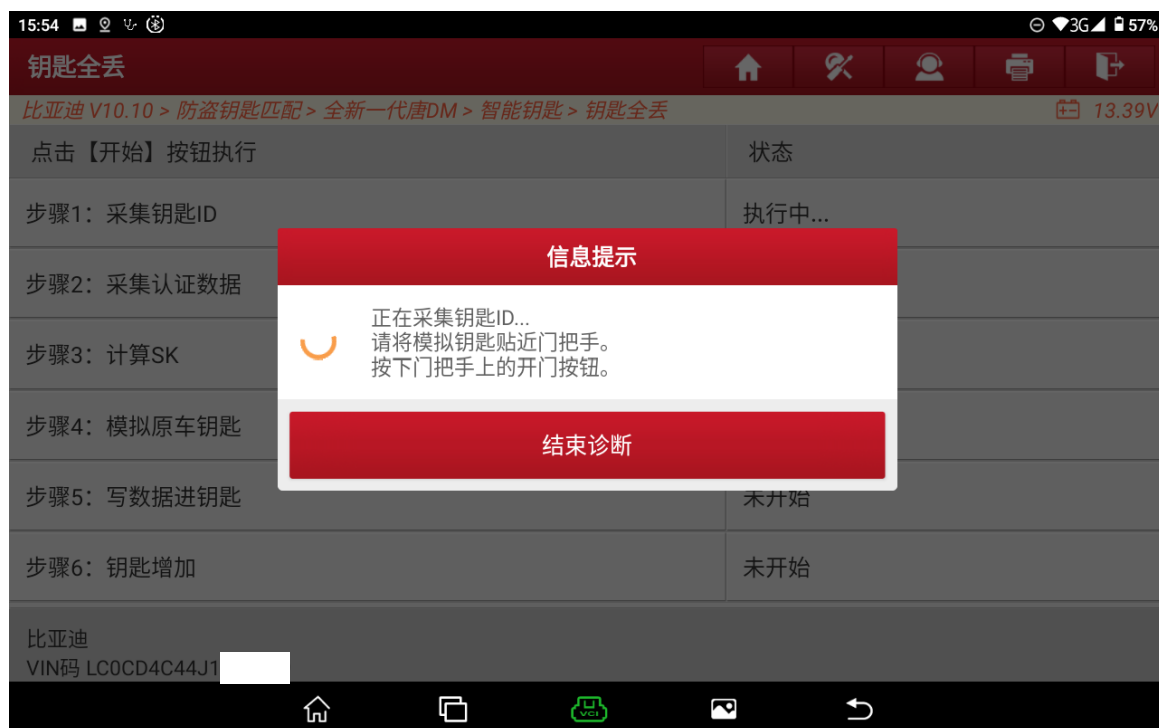 15:54
3G 57%
钥匙全丢
比亚迪 V10.10 > 防盗钥匙匹配 > 全新一代唐DM > 智能钥匙 > 钥匙全丢
13.39V
点击【开始】按钮执行
状态
步骤1：采集钥匙ID
执行中...
信息提示
步骤2：采集认证数据
正在采集钥匙ID...
请将模拟钥匙贴近门把手。
按下门把手上的开门按钮。
步骤3：计算SK
步骤4：模拟原车钥匙
结束诊断
步骤5：写数据进钥匙
未开始
步骤6：钥匙增加
未开始
比亚迪
VIN码 LC0CD4C44J1
VCI